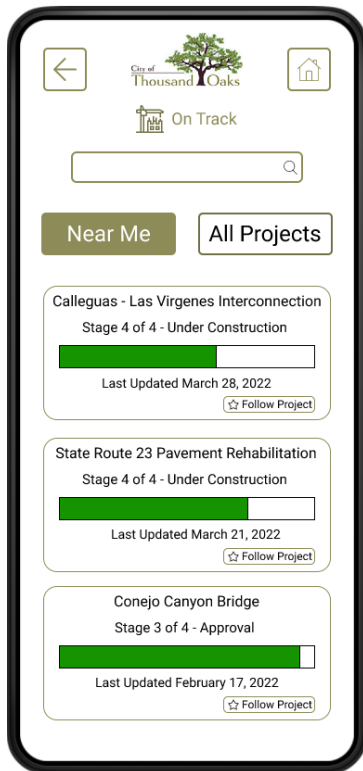 City of
Thousand Oaks
On Track
Near Me
All Projects
Calleguas - Las Virgenes Interconnection
Stage 4 of 4 - Under Construction
Last Updated March 28, 2022
Follow Project
State Route 23 Pavement Rehabilitation
Stage 4 of 4 - Under Construction
Last Updated March 21, 2022
Follow Project
Conejo Canyon Bridge
Stage 3 of 4 - Approval
Last Updated February 17, 2022
Follow Project